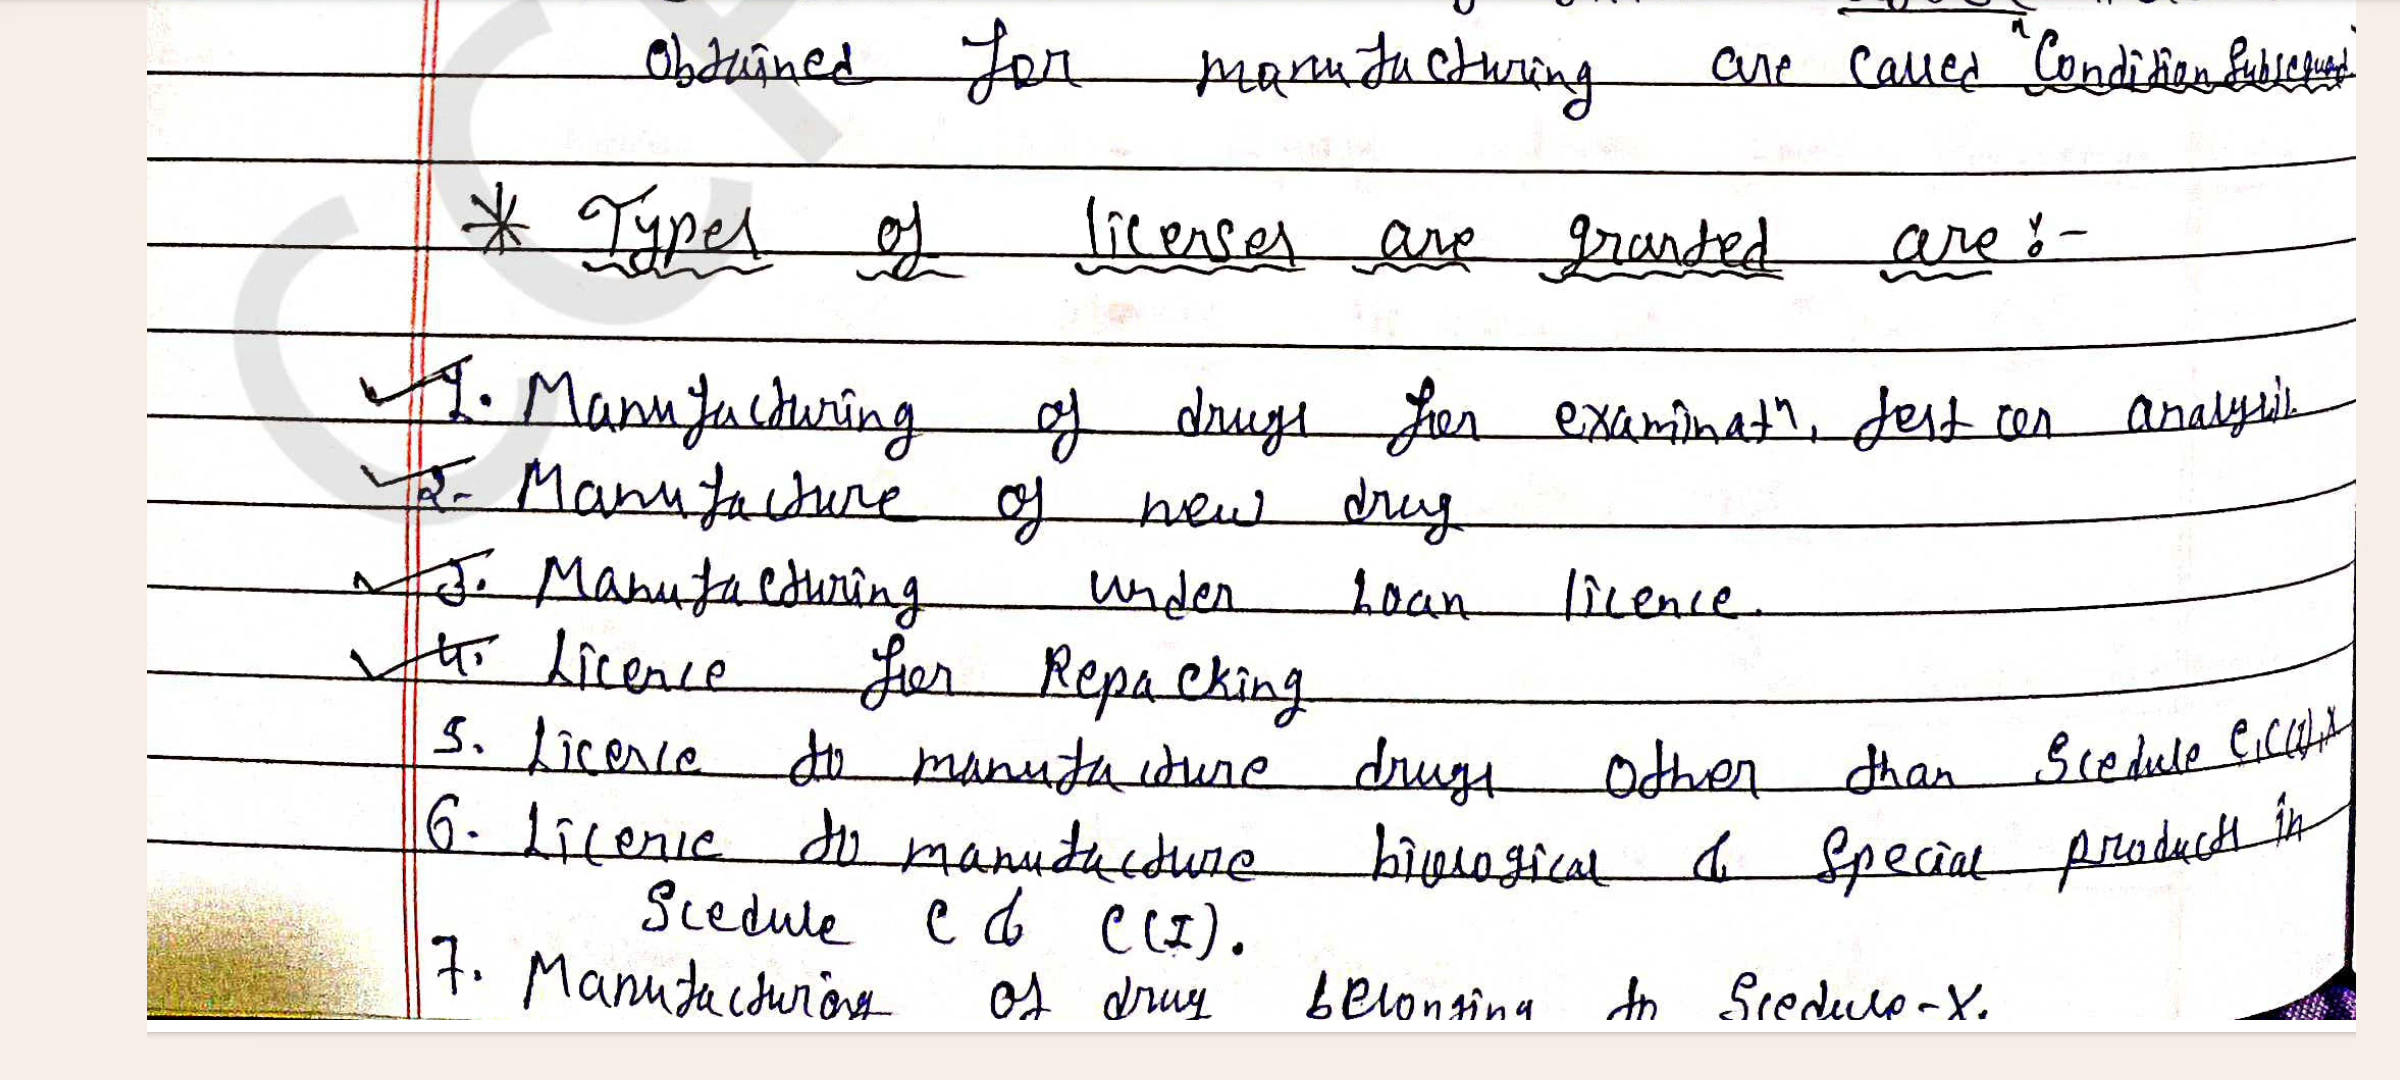 Obtained for manufacturing are called "Condition Subsequent"
* Types of licenses are granted are :-
1. Manufacturing of drugs for examinatⁿ, test or analysis
2- Manufacture of new drug
3. Manufacturing under Loan licence.
4. Licence for Repacking
5. Licence to manufacture drugs other than Scedule C,C(I),X
6. Licence to manufacture biological & Special products in
Scedule C & C(I).
7. Manufacturing of drug belonging to Scedule-X.